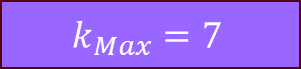 k_{Max} = 7